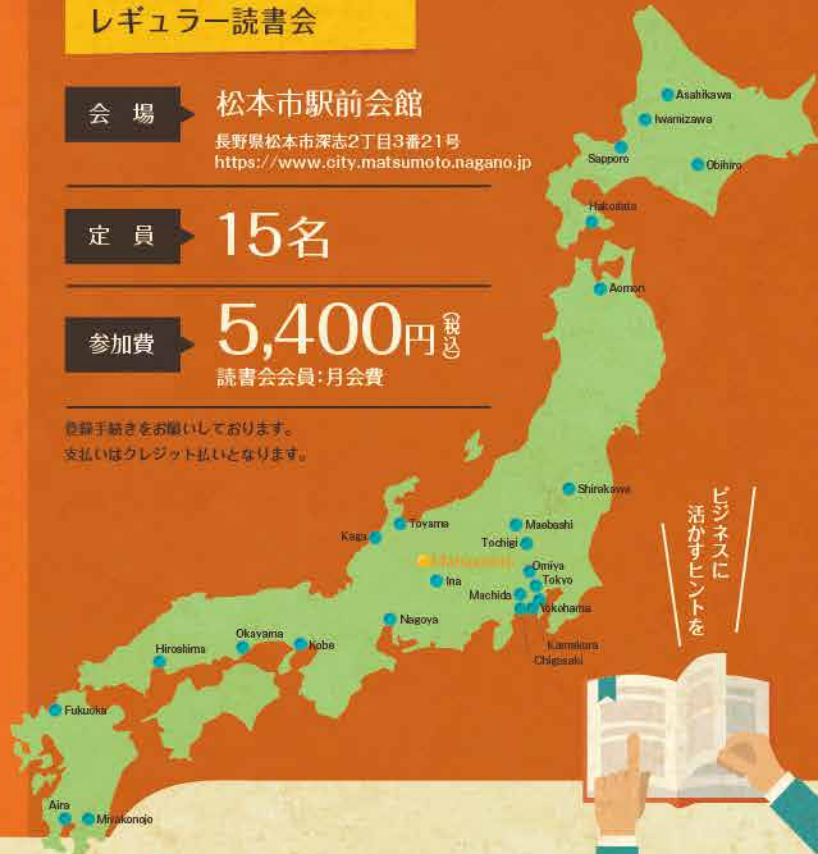 レギュラー読書会
会場
松本市駅前会館
長野県松本市深志2丁目3番21号
https://www.city.matsumoto.nagano.jp
定員
15名
参加費
5,400円(税込)
読書会会員:月会費
登録手続きをお願いしております。
支払いはクレジット払いとなります。
Asahikawa
Iwamizawa
Sapporo
Obihiro
Hakodate
Aomori
Shirakawa
Toyama
Maebashi
Kaga
Tochigi
Matsumoto
Omiya
Ina
Tokyo
Machida
Yokohama
Nagoya
Kamakura
Chigasaki
Okayama
Kobe
Hiroshima
Fukuoka
Aira
Miyakonojo
ビジネスに
活かすヒントを